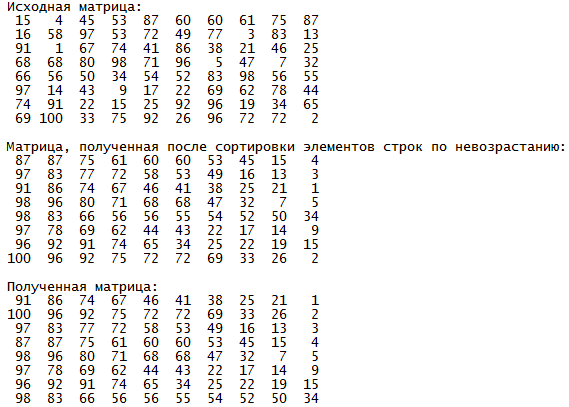 Исходная матрица:
15 4 45 53 87 60 60 61 75 87
16 58 97 53 72 49 77 3 83 13
91 1 67 74 41 86 38 21 46 25
68 68 80 98 71 96 5 47 7 32
66 56 50 34 54 52 83 98 56 55
97 14 43 9 17 22 69 62 78 44
74 91 22 15 25 92 96 19 34 65
69 100 33 75 92 26 96 72 72 2
Матрица, полученная после сортировки элементов строк по невозрастанию:
87 87 75 61 60 60 53 45 15 4
97 83 77 72 58 53 49 16 13 3
91 86 74 67 46 41 38 25 21 1
98 96 80 71 68 68 47 32 7 5
98 83 66 56 56 55 54 52 50 34
97 78 69 62 44 43 22 17 14 9
96 92 91 74 65 34 25 22 19 15
100 96 92 75 72 72 69 33 26 2
Полученная матрица:
91 86 74 67 46 41 38 25 21 1
100 96 92 75 72 72 69 33 26 2
97 83 77 72 58 53 49 16 13 3
87 87 75 61 60 60 53 45 15 4
98 96 80 71 68 68 47 32 7 5
97 78 69 62 44 43 22 17 14 9
96 92 91 74 65 34 25 22 19 15
98 83 66 56 56 55 54 52 50 34